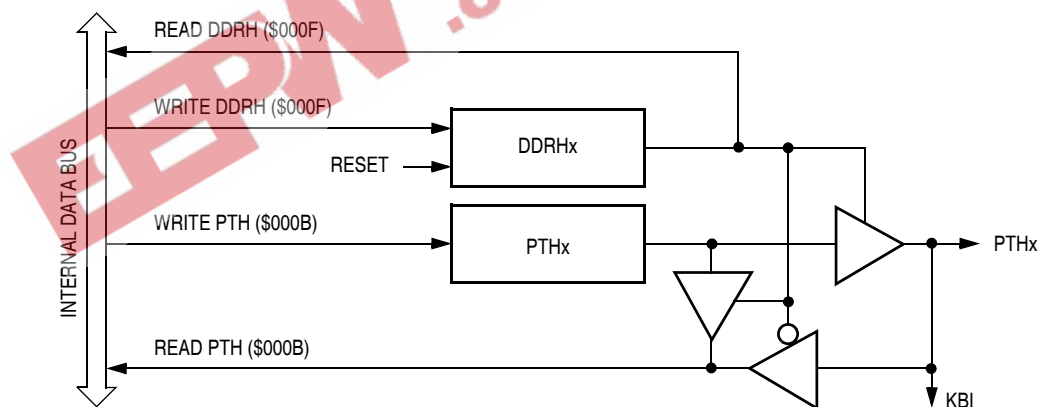 READ DDRH ($000F)
WRITE DDRH ($000F)
DDRHx
RESET
INTERNAL DATA BUS
WRITE PTH ($000B)
PTHx
PTHx
READ PTH ($000B)
KBI
EEPW